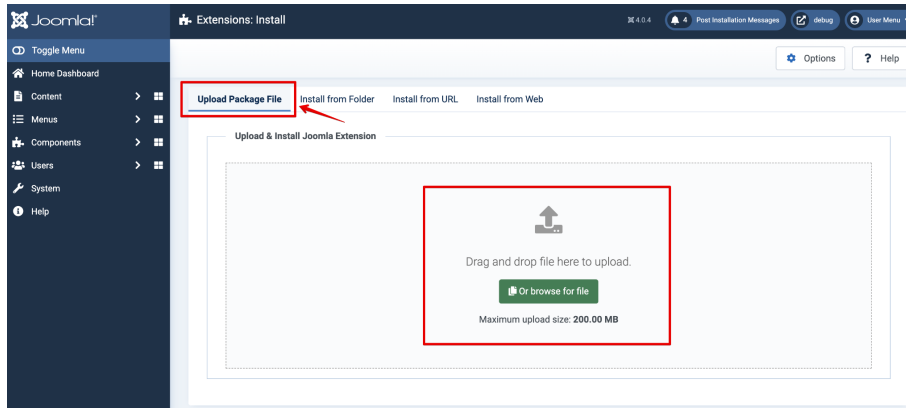 Joomla!®
Extensions: Install
4.0.4
4 Post Installation Messages
debug
User Menu
Toggle Menu
Home Dashboard
Content
Menus
Components
Users
System
Help
Options
? Help
Upload Package File
Install from Folder
Install from URL
Install from Web
Upload & Install Joomla Extension
Drag and drop file here to upload.
Or browse for file
Maximum upload size: 200.00 MB